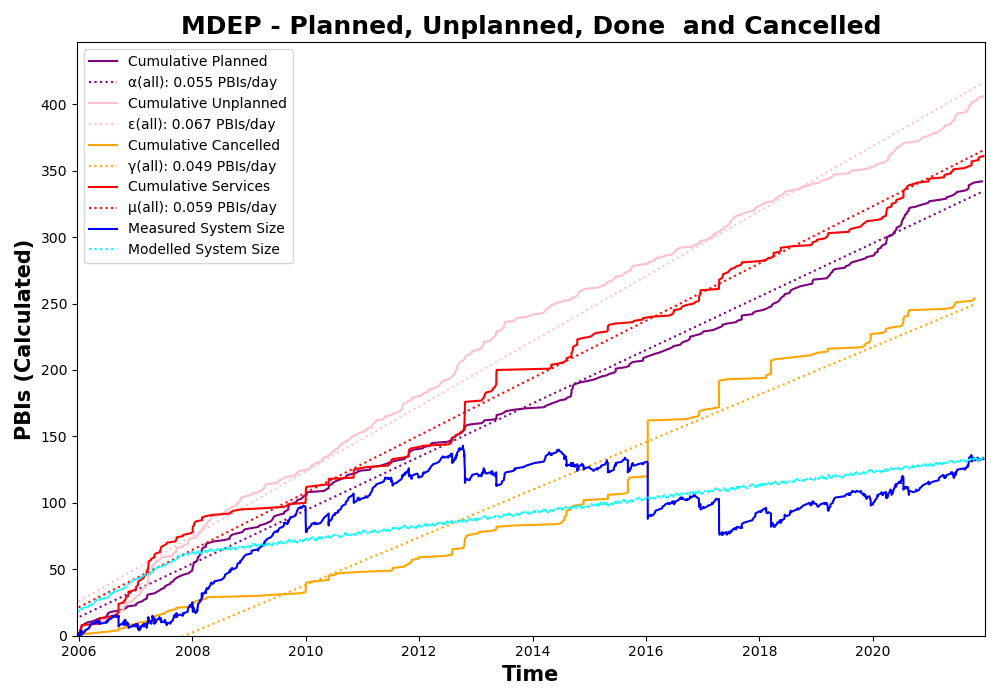 MDEP - Planned, Unplanned, Done  and Cancelled
Cumulative Planned
α(all): 0.055 PBIs/day
Cumulative Unplanned
ε(all): 0.067 PBIs/day
Cumulative Cancelled
γ(all): 0.049 PBIs/day
Cumulative Services
μ(all): 0.059 PBIs/day
Measured System Size
Modelled System Size
PBIs (Calculated)
400
350
300
250
200
150
100
50
0
2006 2008 2010 2012 2014 2016 2018 2020
Time